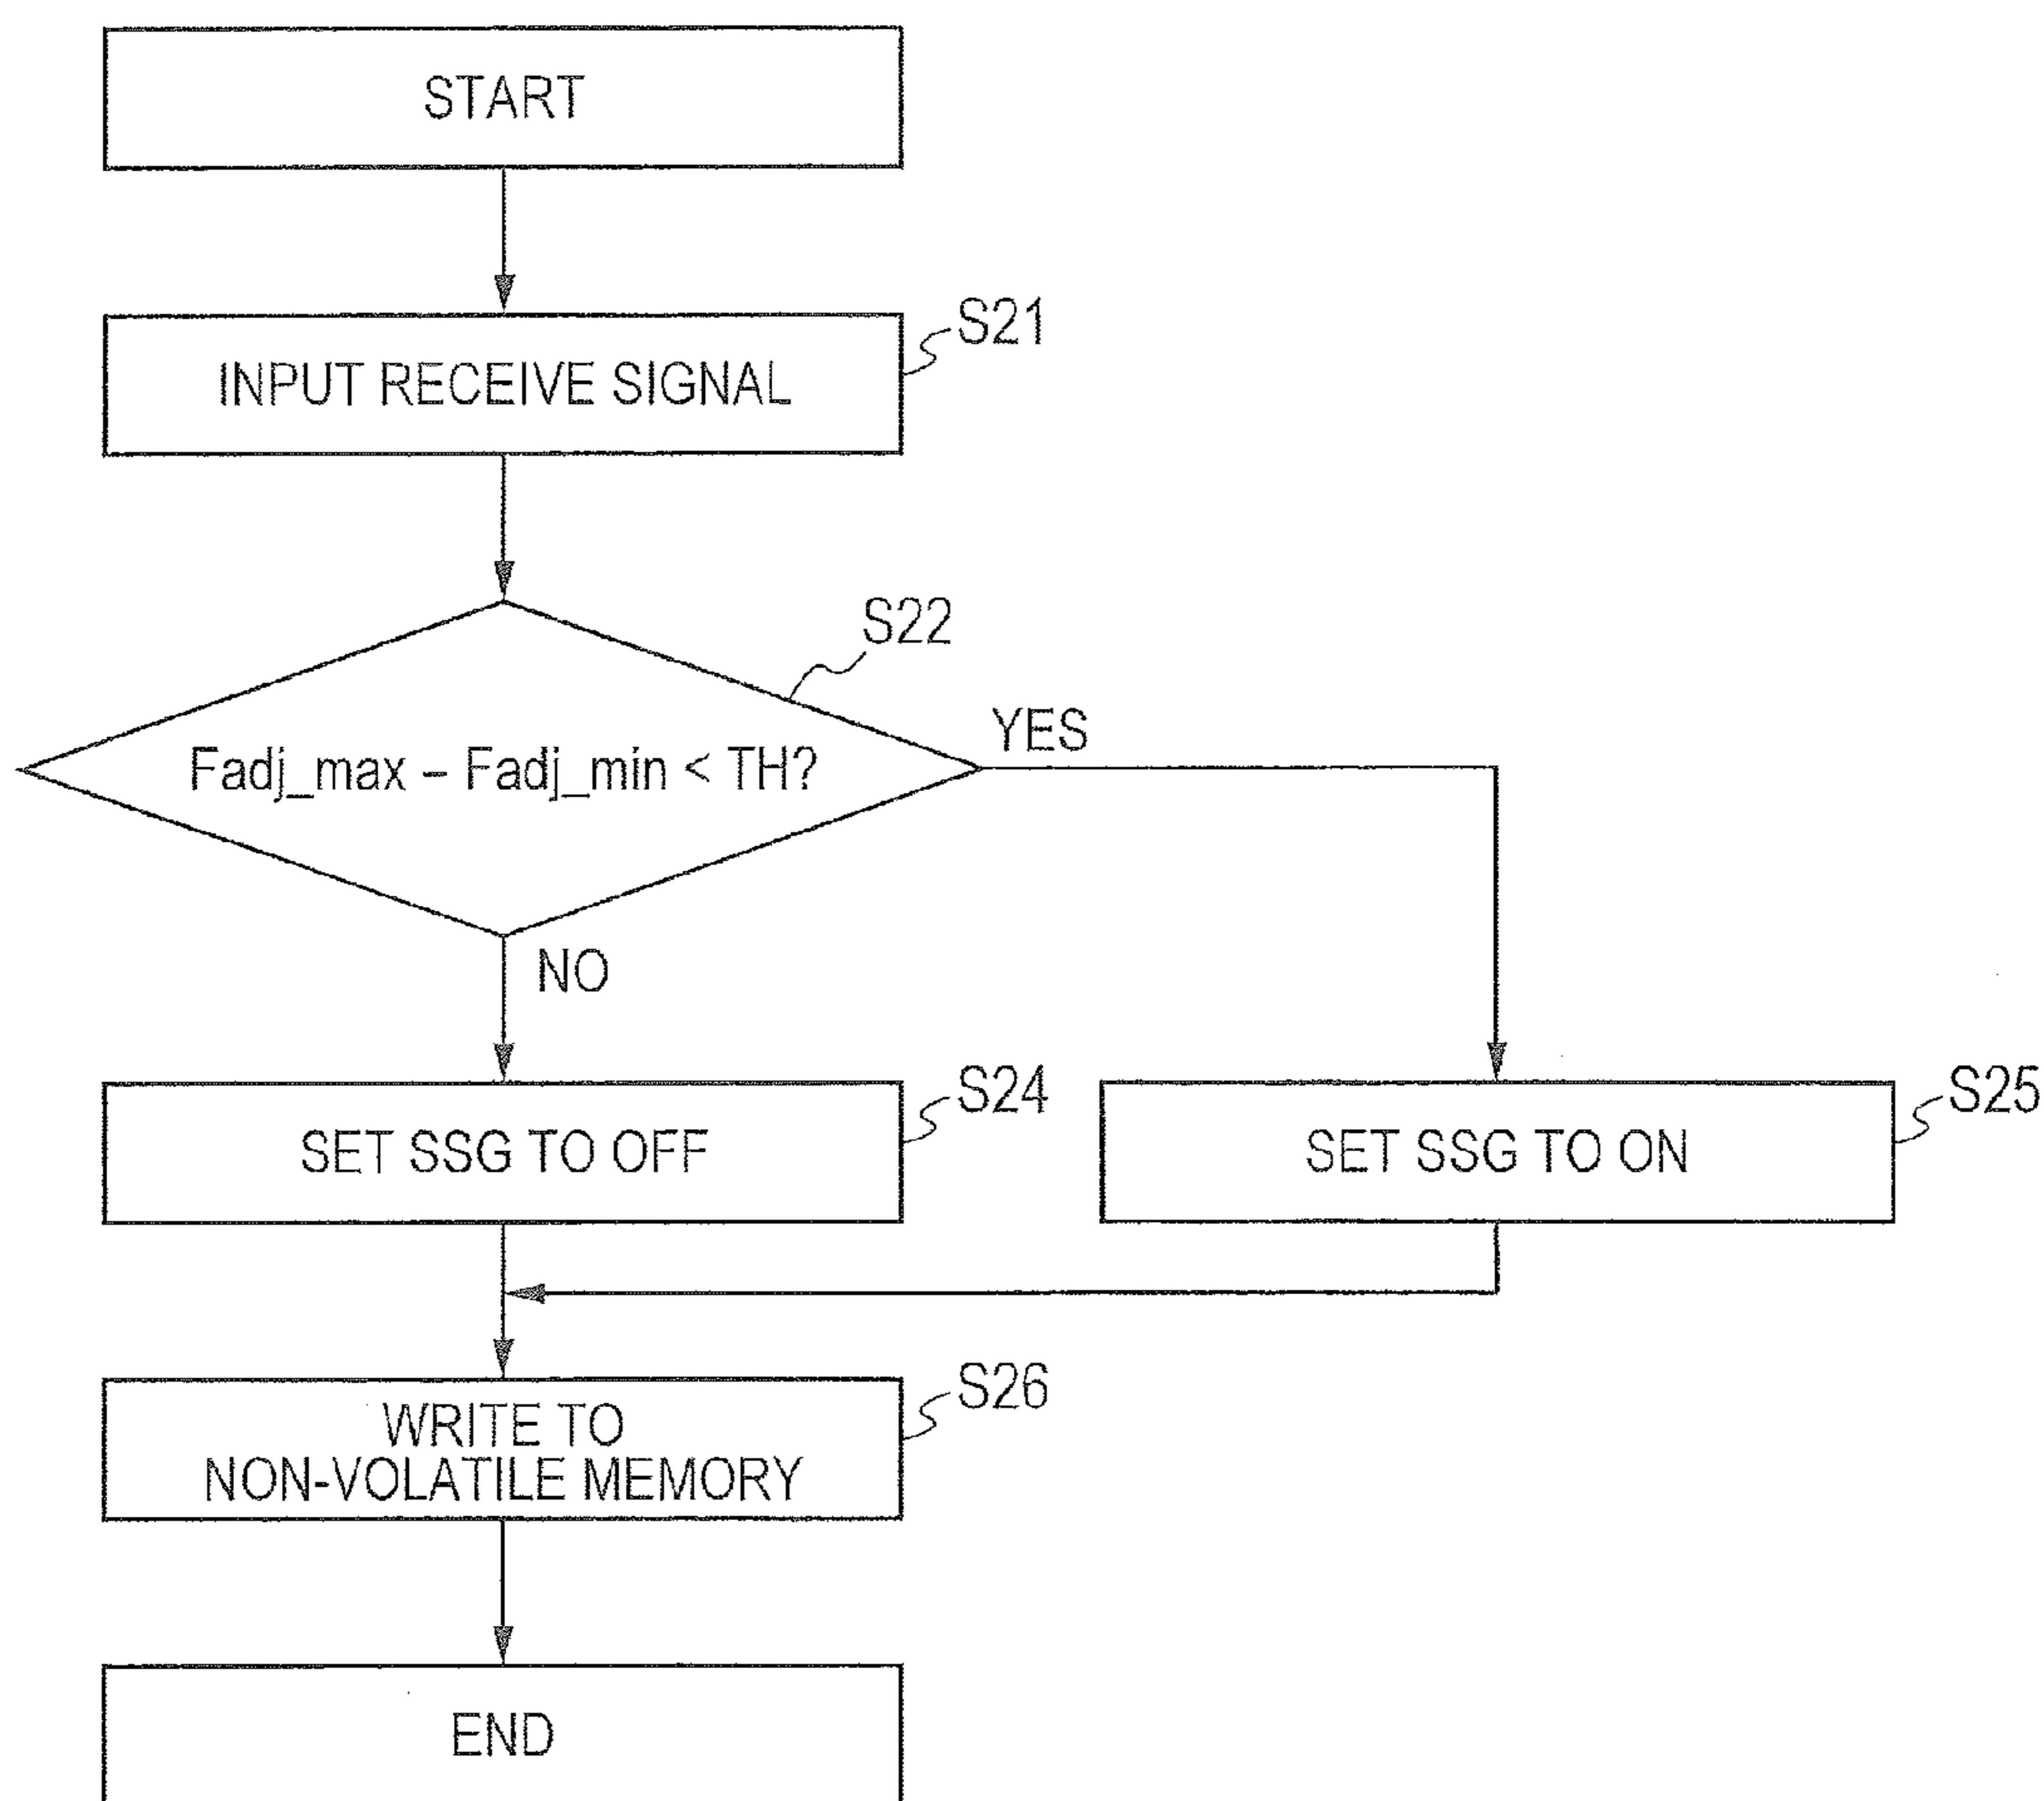 START
S21
INPUT RECEIVE SIGNAL
S22
Fadj_max – Fadj_min < TH?
YES
NO
S24
SET SSG TO OFF
S25
SET SSG TO ON
S26
WRITE TO
NON-VOLATILE MEMORY
END